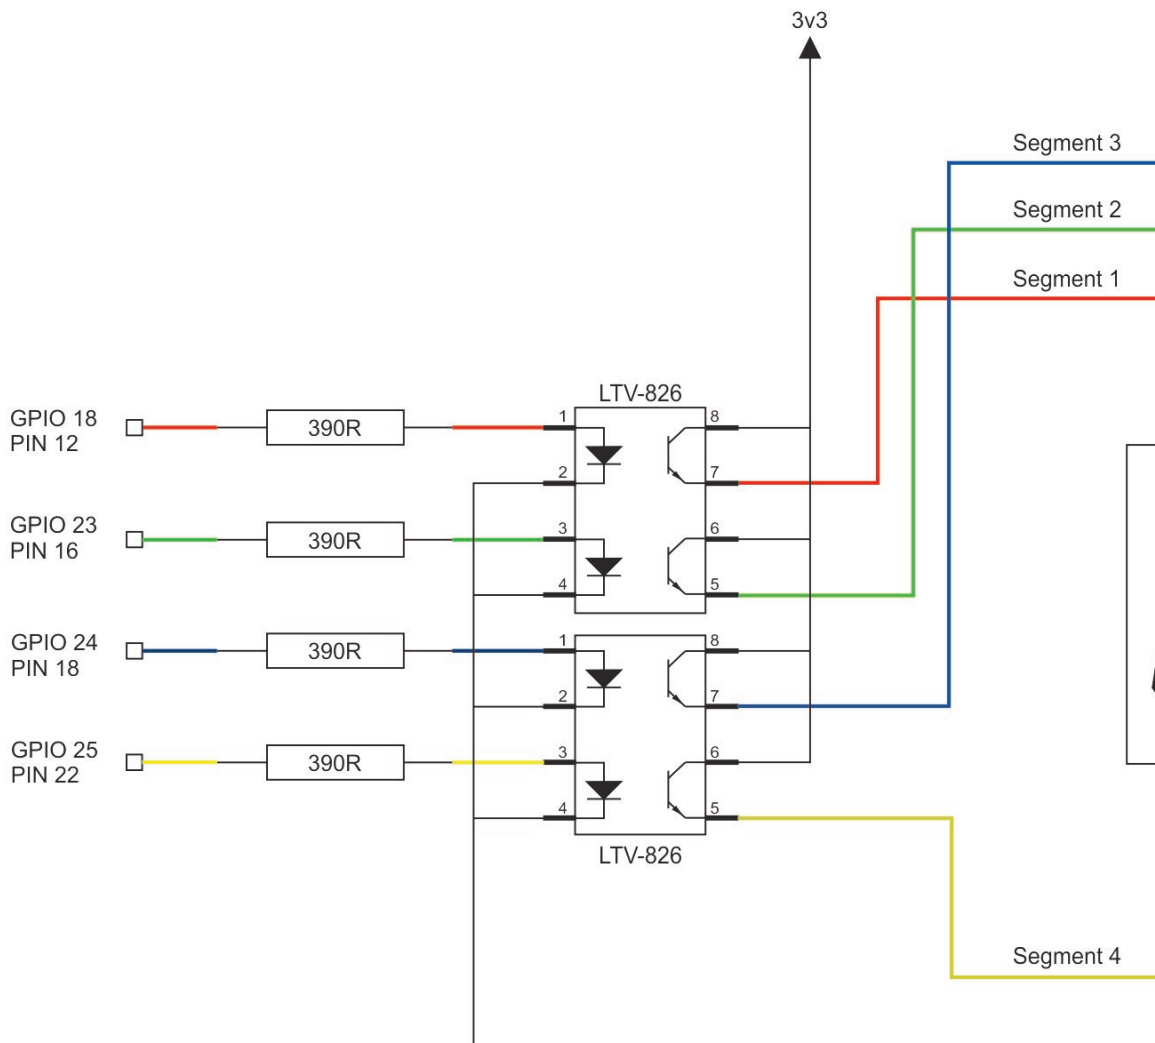 3v3
Segment 3
Segment 2
Segment 1
LTV-826
GPIO 18
PIN 12
390R
1
8
2
7
GPIO 23
PIN 16
390R
3
6
4
5
GPIO 24
PIN 18
390R
1
8
2
7
GPIO 25
PIN 22
390R
3
6
4
5
LTV-826
Segment 4